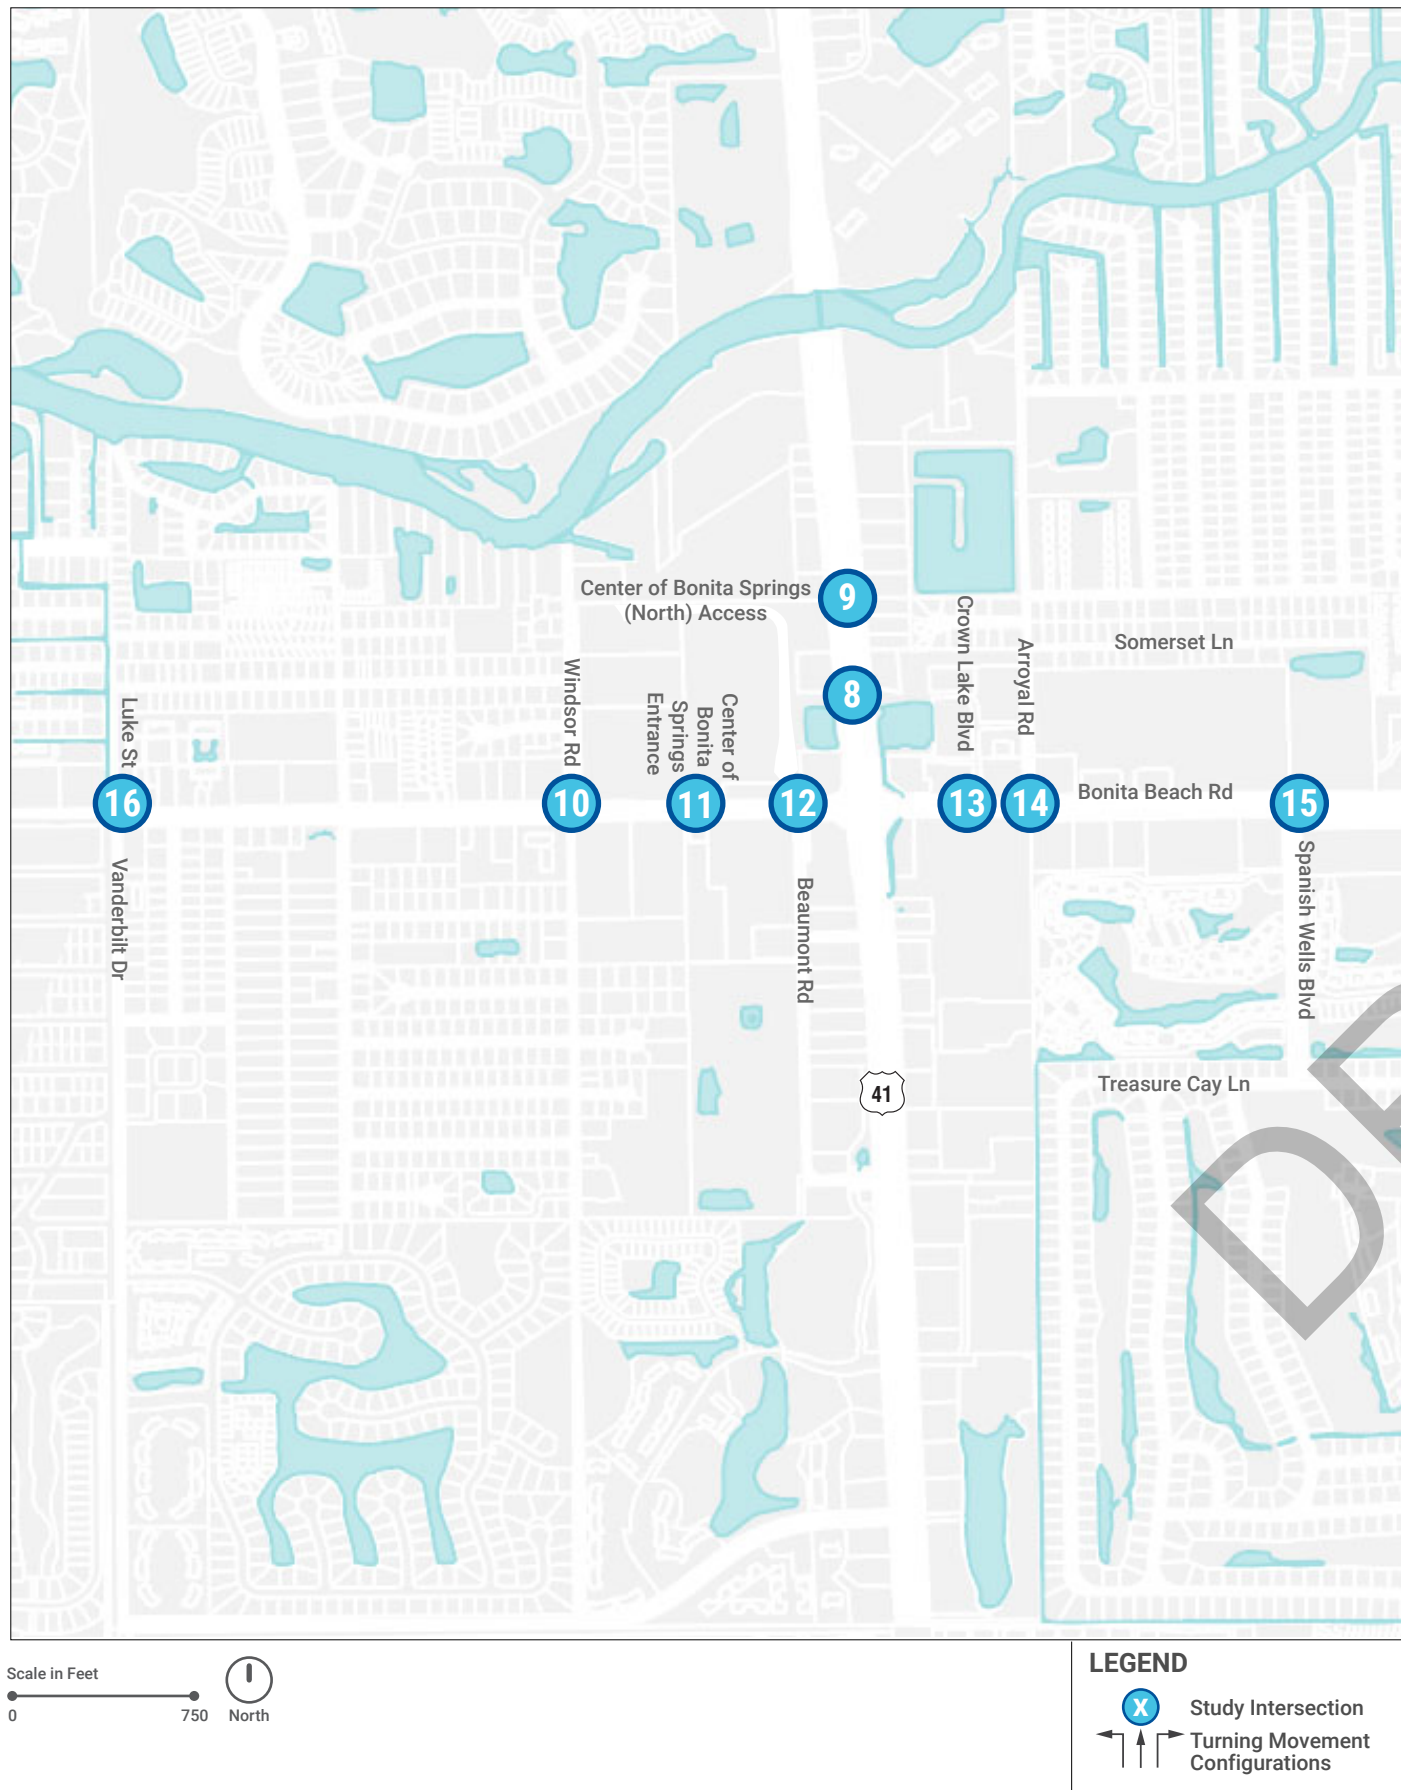 Center of Bonita Springs
(North) Access
9
8
Crown Lake Blvd
Arroyal Rd
Somerset Ln
Luke St
Windsor Rd
Center of
Bonita
Springs
Entrance
16
10
11
12
13
14
Bonita Beach Rd
15
Vanderbilt Dr
Beaumont Rd
Spanish Wells Blvd
41
Treasure Cay Ln
Scale in Feet
0
750
North
LEGEND
X
Study Intersection
Turning Movement
Configurations